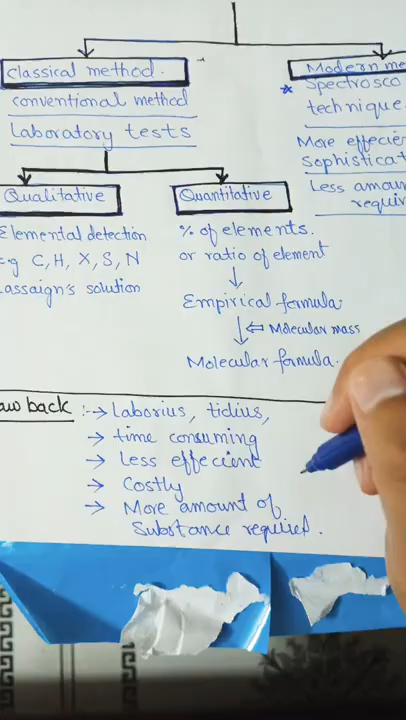 classical method.
conventional method
Laboratory tests
Qualitative
Elemental detection
e.g C, H, X, S, N
Lassaign's solution
Quantitative
% of elements.
or ratio of element
Empirical formula
⇐ Molecular mass
Molecular formula.
Modern me
* Spectrosco
technique.
More effecie
Sophisticat
Less amoun
requir
aw back :-> Laborius, tidius,
-> time consuming
-> Less effecient
-> Costly
-> More amount of
Substance required.